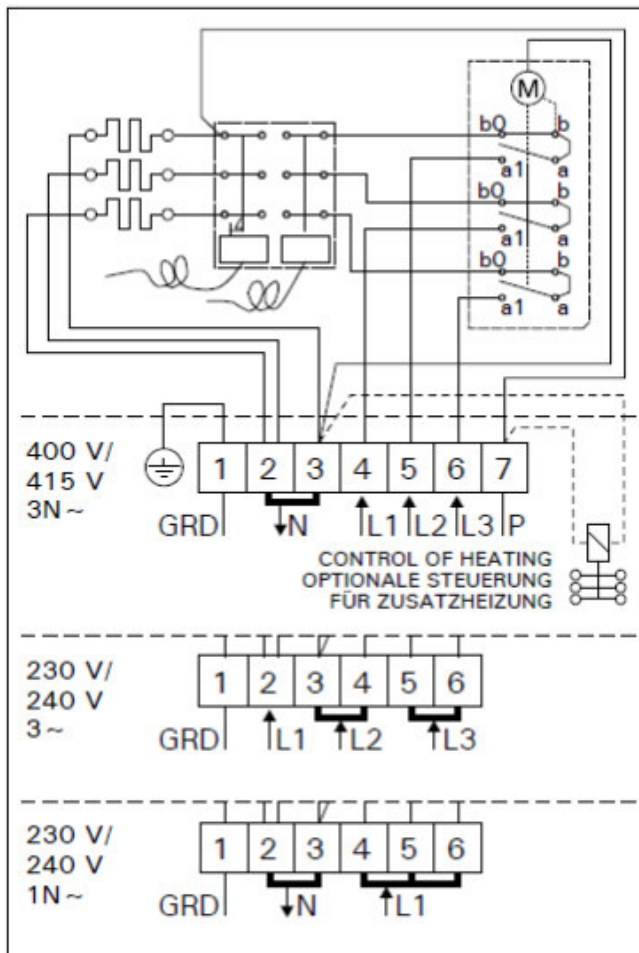 M
b0 b
a1 a
b0 b
a1 a
b0 b
a1 a
400 V/
415 V
3N~
1 2 3 4 5 6 7
GRD N L1 L2 L3 P
CONTROL OF HEATING
OPTIONALE STEUERUNG
FÜR ZUSATZHEIZUNG
230 V/
240 V
3~
1 2 3 4 5 6
GRD L1 L2 L3
230 V/
240 V
1N~
1 2 3 4 5 6
GRD N L1